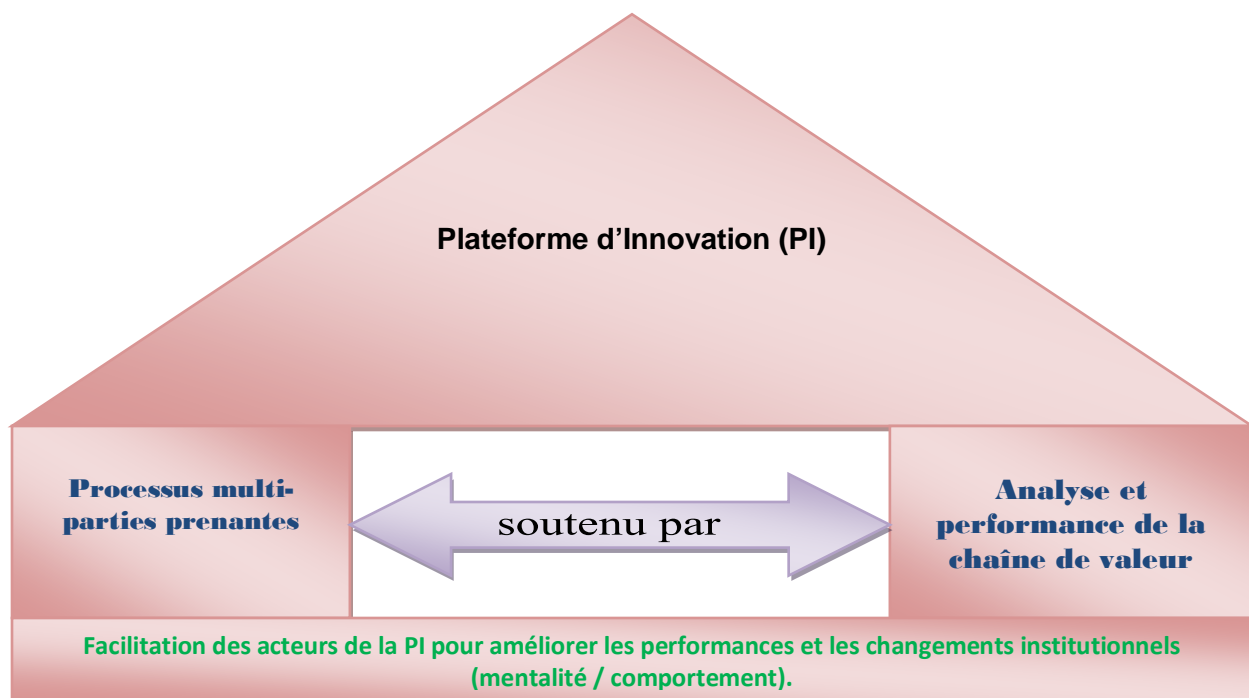 Plateforme d’Innovation (PI)
Processus multi-
parties prenantes
soutenu par
Analyse et
performance de la
chaîne de valeur
Facilitation des acteurs de la PI pour améliorer les performances et les changements institutionnels
(mentalité / comportement).